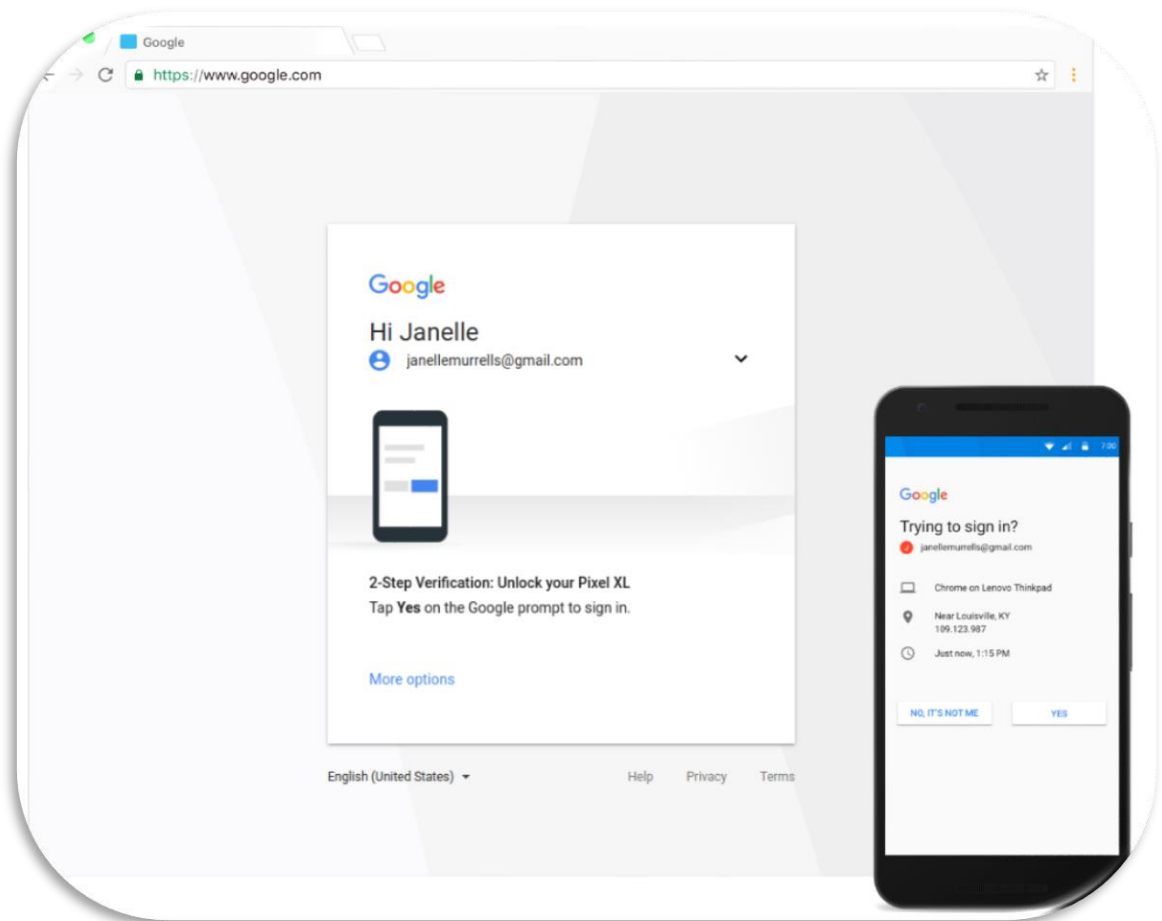 Google
https://www.google.com
Google
Hi Janelle
janellemurrells@gmail.com
2-Step Verification: Unlock your Pixel XL
Tap Yes on the Google prompt to sign in.
More options
English (United States)
Help Privacy Terms
7:00
Google
Trying to sign in?
J
janellemurrells@gmail.com
Chrome on Lenovo Thinkpad
Near Louisville, KY
109.123.987
Just now, 1:15 PM
NO, IT'S NOT ME YES